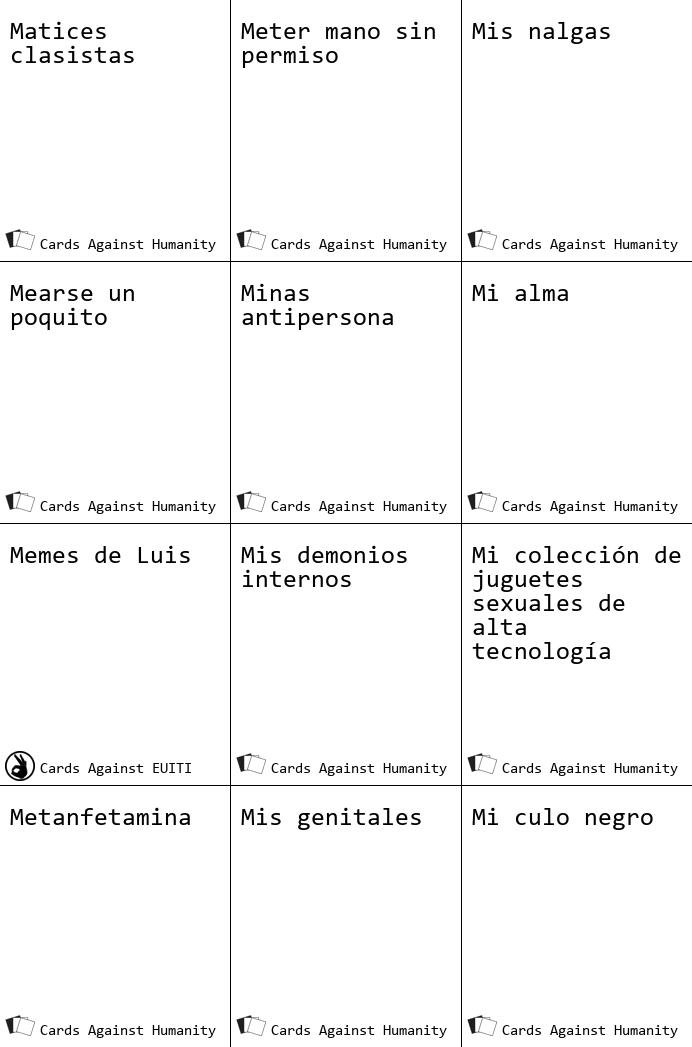 Matices
clasistas
Cards Against Humanity
Meter mano sin
permiso
Cards Against Humanity
Mis nalgas
Cards Against Humanity
Mearse un
poquito
Cards Against Humanity
Minas
antipersona
Cards Against Humanity
Mi alma
Cards Against Humanity
Memes de Luis
Cards Against EUITI
Mis demonios
internos
Cards Against Humanity
Mi colección de
juguetes
sexuales de
alta
tecnología
Cards Against Humanity
Metanfetamina
Cards Against Humanity
Mis genitales
Cards Against Humanity
Mi culo negro
Cards Against Humanity